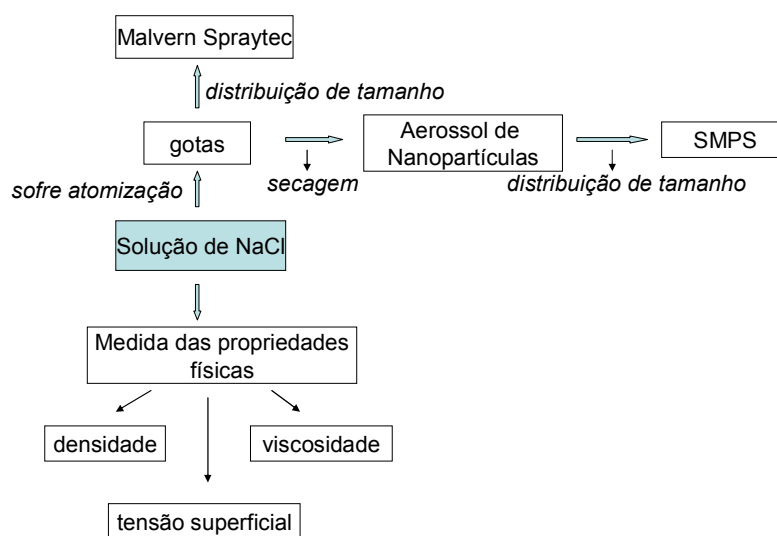 Malvern Spraytec
distribuição de tamanho
gotas
Aerossol de
Nanopartículas
SMPS
secagem
distribuição de tamanho
sofre atomização
Solução de NaCl
Medida das propriedades
físicas
densidade
viscosidade
tensão superficial